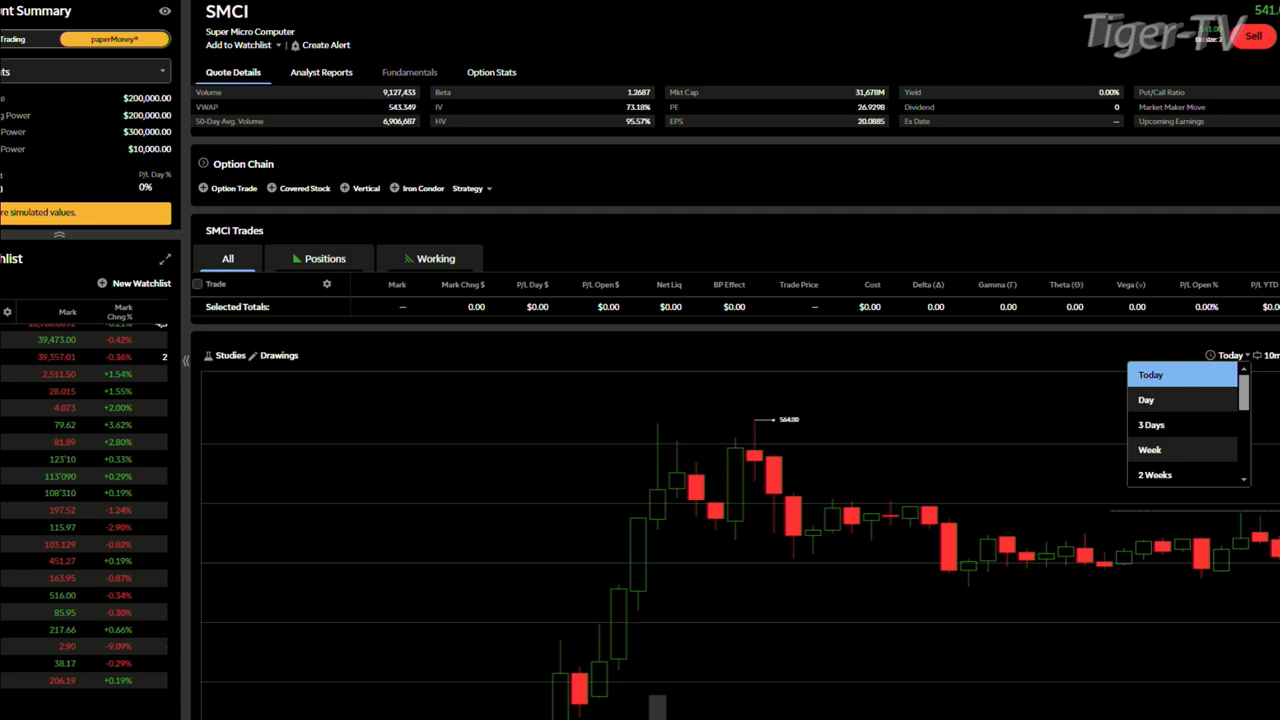 nt Summary
SMCI
541.
Tiger-TV
Super Micro Computer
Trading
paperMoney®
Add to Watchlist
Create Alert
Sell
ts
Quote Details
Analyst Reports
Fundamentals
Option Stats
Volume 9,127,433
Beta 1.2687
Mkt Cap 31,678M
Yield 0.00%
Put/Call Ratio
VWAP 543.349
IV 73.18%
PE 26.9298
Dividend 0
Market Maker Move
50-Day Avg. Volume 6,906,687
HV 95.57%
EPS 20.0885
Ex Date --
Upcoming Earnings
e $200,000.00
g Power $200,000.00
Power $300,000.00
Power $10,000.00
t P/L Day %
) 0%
re simulated values.
Option Chain
Option Trade
Covered Stock
Vertical
Iron Condor
Strategy
SMCI Trades
All
Positions
Working
hlist
New Watchlist
Trade
Mark
Mark Chng $
P/L Day $
P/L Open $
Net Liq
BP Effect
Trade Price
Cost
Delta (Δ)
Gamma (Γ)
Theta (Θ)
Vega (ν)
P/L Open %
P/L YTD
Selected Totals: -- 0.00 $0.00 $0.00 $0.00 $0.00 -- $0.00 0.00 0.00 0.00 0.00 0.00% $0.0
Mark
Mark
Chng %
39,473.00 -0.42%
39,357.01 -0.36% 2
2,511.50 +1.54%
28.015 +1.55%
4.073 +2.00%
79.62 +3.62%
81.89 +2.80%
123'10 +0.33%
113'090 +0.29%
108'310 +0.19%
197.52 -1.24%
115.97 -2.90%
103.129 -0.02%
451.27 +0.19%
163.95 -0.87%
516.00 -0.34%
85.95 -0.30%
217.66 +0.66%
2.90 -9.09%
38.17 -0.29%
206.19 +0.19%
Studies
Drawings
Today
10m
Today
Day
3 Days
Week
2 Weeks
564.00